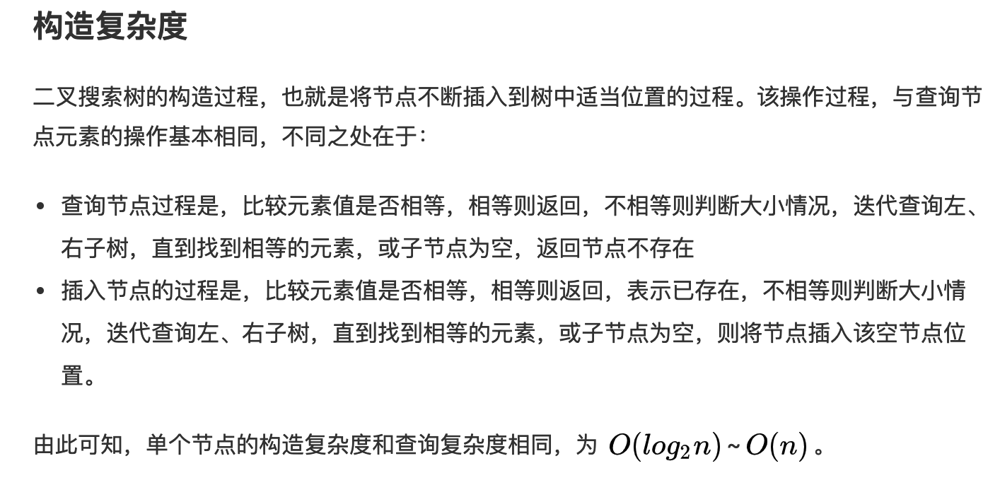 构造复杂度
二叉搜索树的构造过程，也就是将节点不断插入到树中适当位置的过程。该操作过程，与查询节
点元素的操作基本相同，不同之处在于：
• 查询节点过程是，比较元素值是否相等，相等则返回，不相等则判断大小情况，迭代查询左、
右子树，直到找到相等的元素，或子节点为空，返回节点不存在
• 插入节点的过程是，比较元素值是否相等，相等则返回，表示已存在，不相等则判断大小情
况，迭代查询左、右子树，直到找到相等的元素，或子节点为空，则将节点插入该空节点位
置。
由此可知，单个节点的构造复杂度和查询复杂度相同，为 O(log₂n) ~ O(n) 。